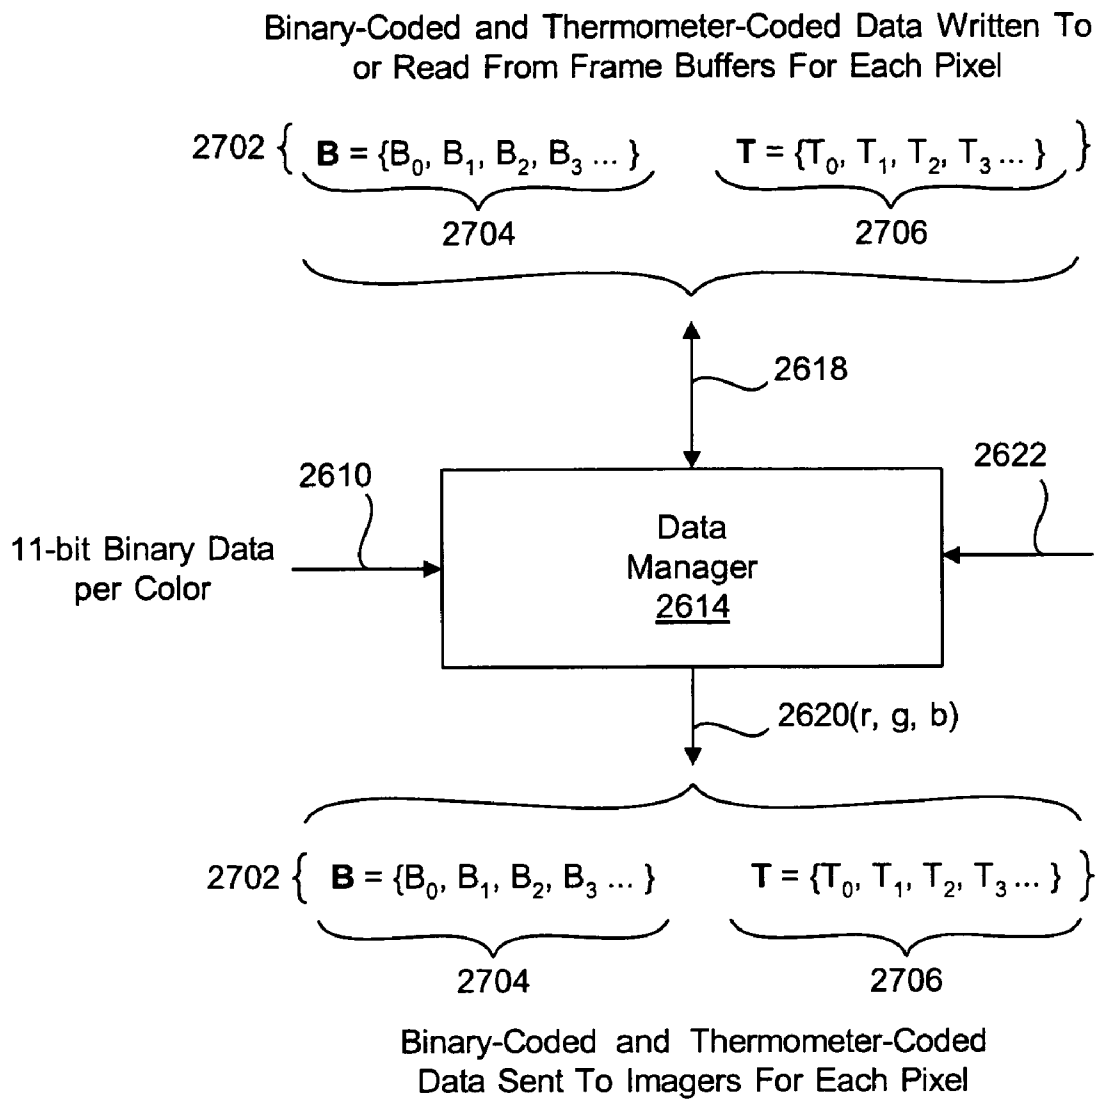 Binary-Coded and Thermometer-Coded Data Written To
or Read From Frame Buffers For Each Pixel
2702 { B = {B0, B1, B2, B3 ... } T = {T0, T1, T2, T3 ... } }
2704 2706
2618
2610 2622
11-bit Binary Data
per Color
Data
Manager
2614
2620(r, g, b)
2702 { B = {B0, B1, B2, B3 ... } T = {T0, T1, T2, T3 ... } }
2704 2706
Binary-Coded and Thermometer-Coded
Data Sent To Imagers For Each Pixel